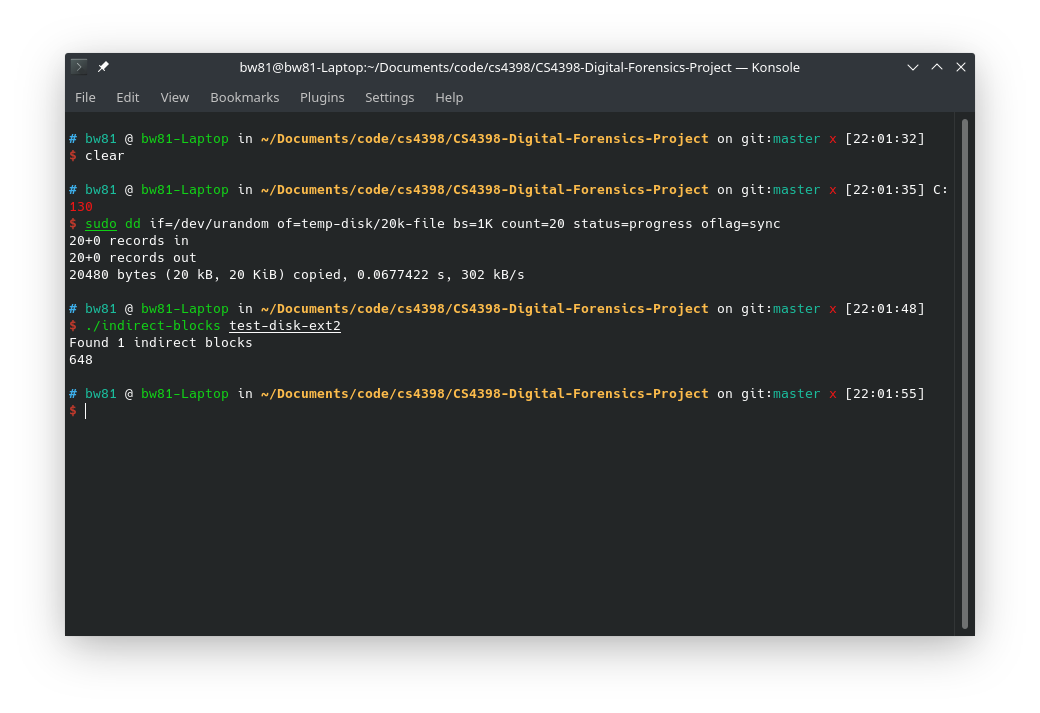 bw81@bw81-Laptop:~/Documents/code/cs4398/CS4398-Digital-Forensics-Project — Konsole
File Edit View Bookmarks Plugins Settings Help
# bw81 @ bw81-Laptop in ~/Documents/code/cs4398/CS4398-Digital-Forensics-Project on git:master x [22:01:32]
$ clear
# bw81 @ bw81-Laptop in ~/Documents/code/cs4398/CS4398-Digital-Forensics-Project on git:master x [22:01:35] C:
130
$ sudo dd if=/dev/urandom of=temp-disk/20k-file bs=1K count=20 status=progress oflag=sync
20+0 records in
20+0 records out
20480 bytes (20 kB, 20 KiB) copied, 0.0677422 s, 302 kB/s
# bw81 @ bw81-Laptop in ~/Documents/code/cs4398/CS4398-Digital-Forensics-Project on git:master x [22:01:48]
$ ./indirect-blocks test-disk-ext2
Found 1 indirect blocks
648
# bw81 @ bw81-Laptop in ~/Documents/code/cs4398/CS4398-Digital-Forensics-Project on git:master x [22:01:55]
$